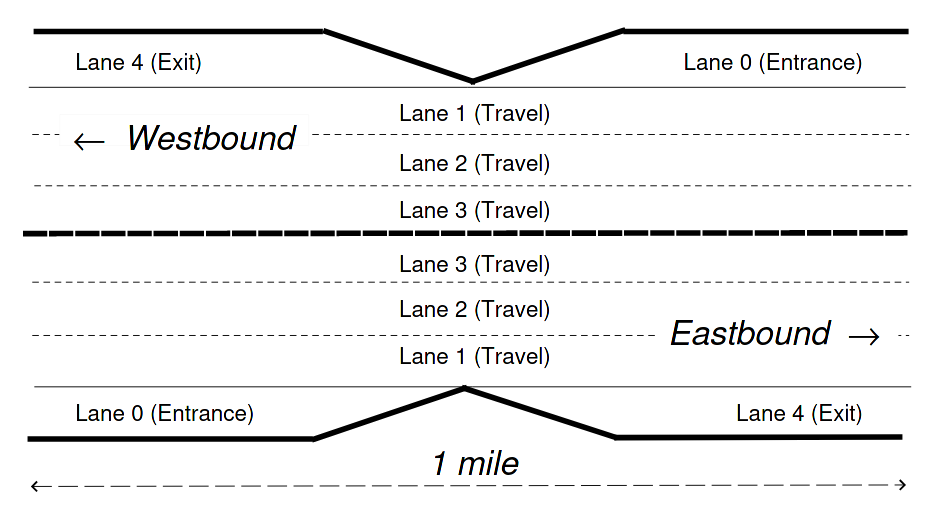 Lane 4 (Exit)
Lane 0 (Entrance)
Lane 1 (Travel)
← Westbound
Lane 2 (Travel)
Lane 3 (Travel)
Lane 3 (Travel)
Lane 2 (Travel)
Eastbound →
Lane 1 (Travel)
Lane 0 (Entrance)
Lane 4 (Exit)
1 mile